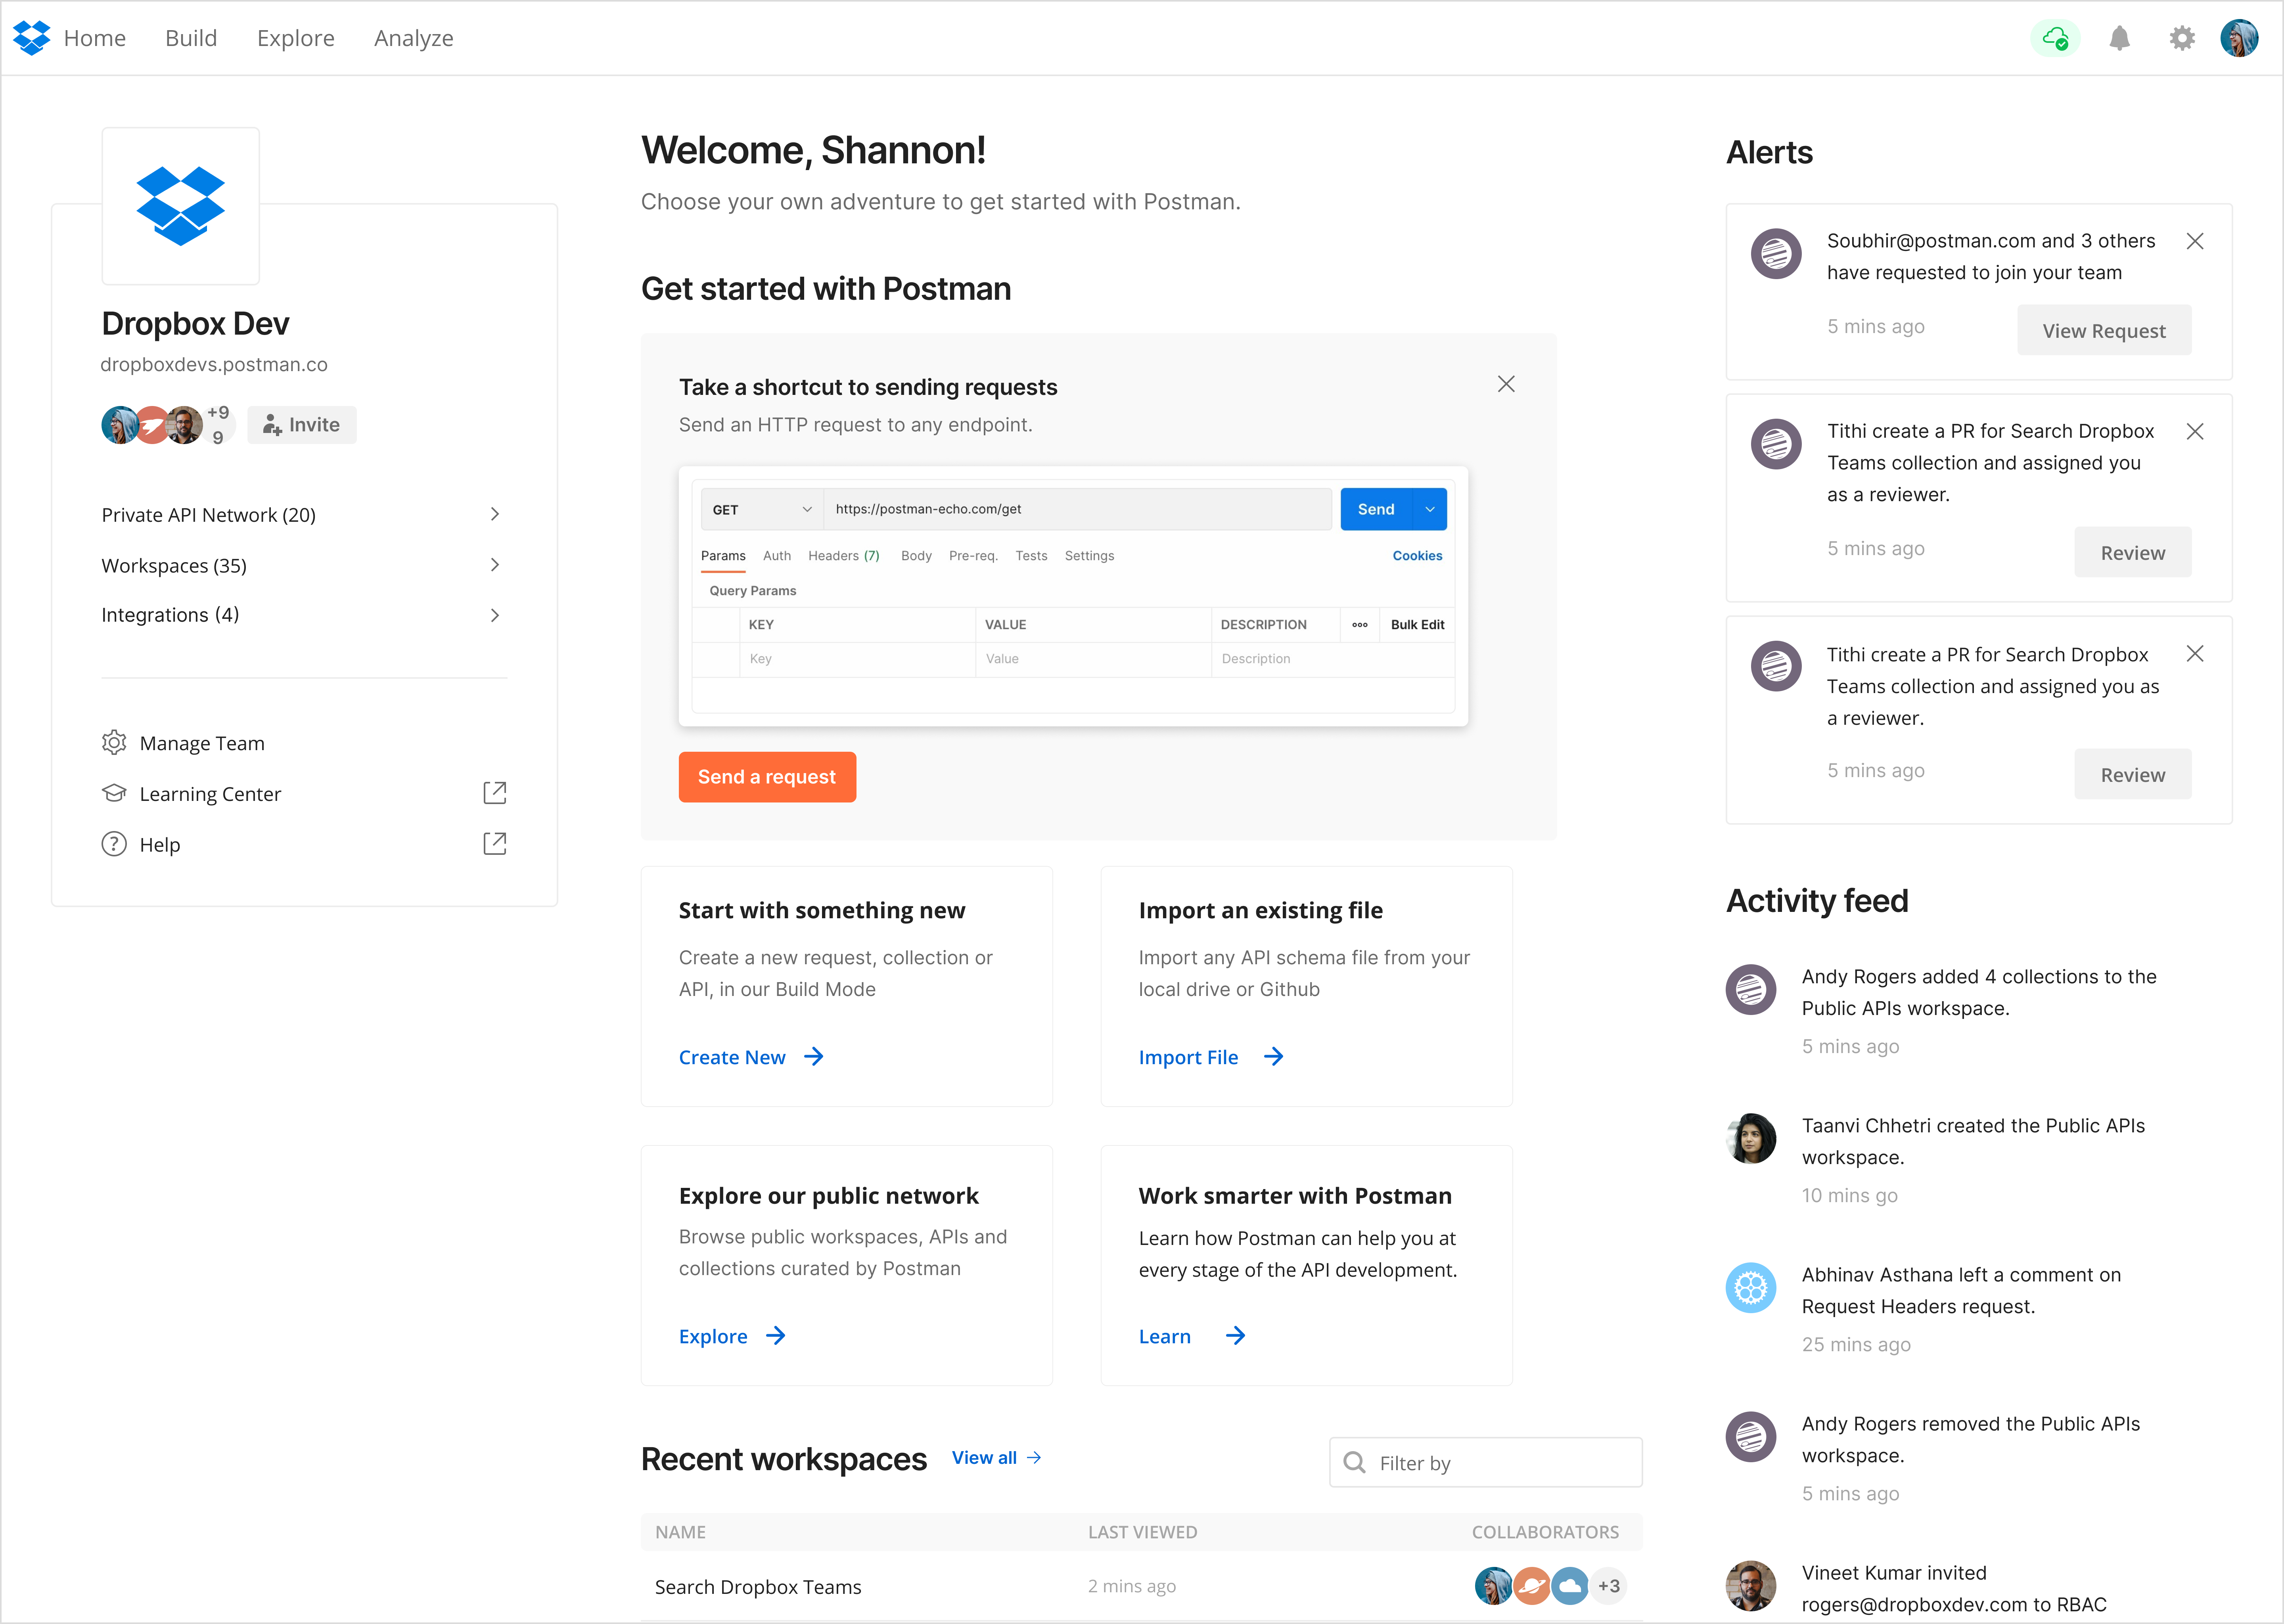 Home Build Explore Analyze
Dropbox Dev
dropboxdevs.postman.co
+9
9
Invite
Private API Network (20)
Workspaces (35)
Integrations (4)
Manage Team
Learning Center
Help
Welcome, Shannon!
Choose your own adventure to get started with Postman.
Get started with Postman
Take a shortcut to sending requests
Send an HTTP request to any endpoint.
GET https://postman-echo.com/get Send
Params Auth Headers (7) Body Pre-req. Tests Settings Cookies
Query Params
KEY VALUE DESCRIPTION Bulk Edit
Key Value Description
Send a request
Start with something new
Create a new request, collection or
API, in our Build Mode
Create New
Import an existing file
Import any API schema file from your
local drive or Github
Import File
Explore our public network
Browse public workspaces, APIs and
collections curated by Postman
Explore
Work smarter with Postman
Learn how Postman can help you at
every stage of the API development.
Learn
Recent workspaces View all
Filter by
NAME LAST VIEWED COLLABORATORS
Search Dropbox Teams 2 mins ago +3
Alerts
Soubhir@postman.com and 3 others
have requested to join your team
5 mins ago
View Request
Tithi create a PR for Search Dropbox
Teams collection and assigned you
as a reviewer.
5 mins ago
Review
Tithi create a PR for Search Dropbox
Teams collection and assigned you as
a reviewer.
5 mins ago
Review
Activity feed
Andy Rogers added 4 collections to the
Public APIs workspace.
5 mins ago
Taanvi Chhetri created the Public APIs
workspace.
10 mins go
Abhinav Asthana left a comment on
Request Headers request.
25 mins ago
Andy Rogers removed the Public APIs
workspace.
5 mins ago
Vineet Kumar invited
rogers@dropboxdev.com to RBAC